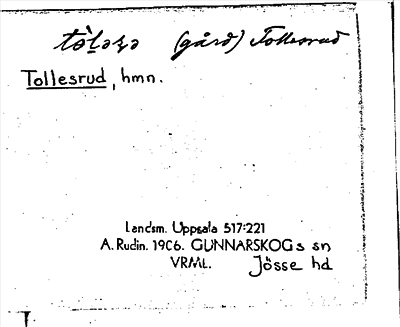 (gård) Tollesrud
Tollesrud, hmn.
Landsm. Uppsala 517:221
A. Rudin. 1906. GUNNARSKOGs sn
VRML. Jösse hd